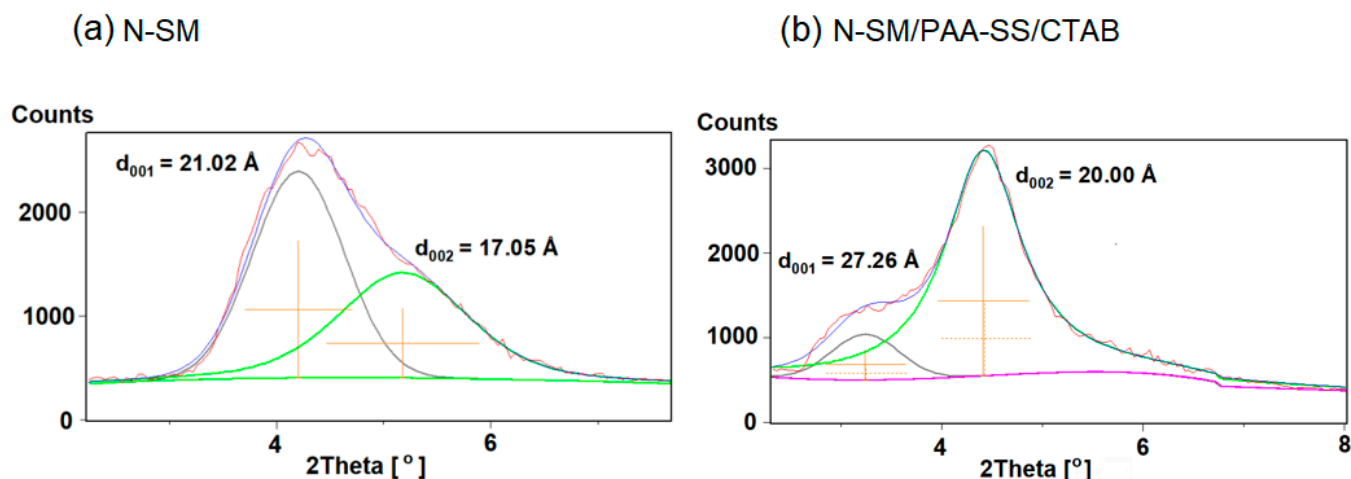 (a) N-SM
(b) N-SM/PAA-SS/CTAB
Counts
d001 = 21.02 Å
d002 = 17.05 Å
2000
1000
0
4
6
2Theta [ o ]
Counts
d002 = 20.00 Å
d001 = 27.26 Å
3000
2000
1000
0
4
6
8
2Theta [o]